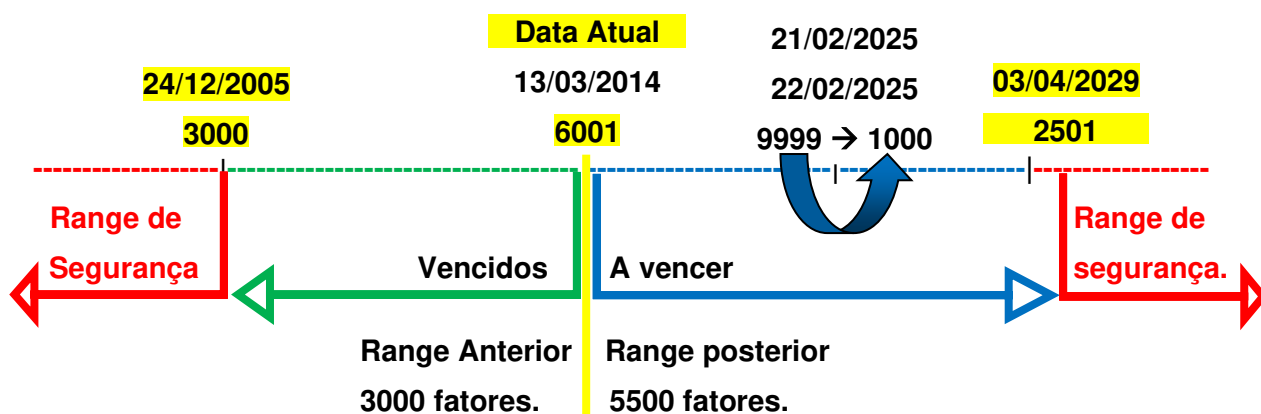 Data Atual
21/02/2025
24/12/2005
13/03/2014
22/02/2025
03/04/2029
3000
6001
9999 → 1000
2501
Range de
Segurança
Vencidos
A vencer
Range de
segurança.
Range Anterior
3000 fatores.
Range posterior
5500 fatores.